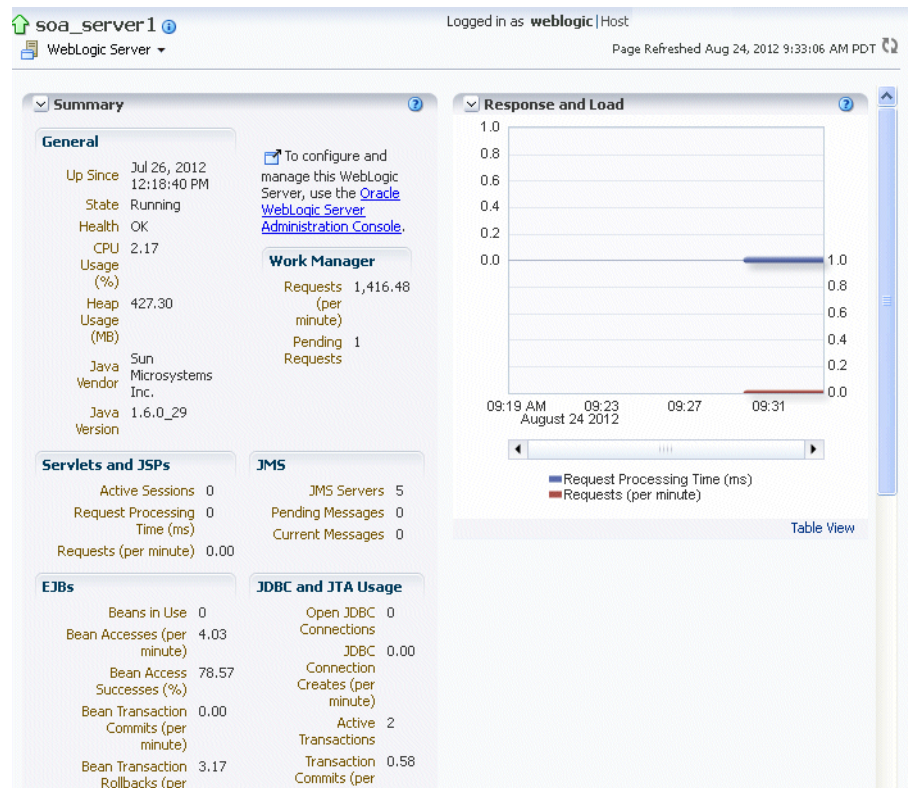 soa_server1
Logged in as weblogic|Host
WebLogic Server
Page Refreshed Aug 24, 2012 9:33:06 AM PDT
Summary
General
Up Since Jul 26, 2012
12:18:40 PM
State Running
Health OK
CPU 2.17
Usage
(%)
Heap 427.30
Usage
(MB)
Java Sun
Vendor Microsystems
Inc.
Java 1.6.0_29
Version
To configure and
manage this WebLogic
Server, use the Oracle
WebLogic Server
Administration Console.
Work Manager
Requests 1,416.48
(per
minute)
Pending 1
Requests
Servlets and JSPs
Active Sessions 0
Request Processing 0
Time (ms)
Requests (per minute) 0.00
JMS
JMS Servers 5
Pending Messages 0
Current Messages 0
EJBs
Beans in Use 0
Bean Accesses (per 4.03
minute)
Bean Access 78.57
Successes (%)
Bean Transaction 0.00
Commits (per
minute)
Bean Transaction 3.17
Rollbacks (per
JDBC and JTA Usage
Open JDBC 0
Connections
JDBC 0.00
Connection
Creates (per
minute)
Active 2
Transactions
Transaction 0.58
Commits (per
Response and Load
1.0
0.8
0.6
0.4
0.2
0.0
1.0
0.8
0.6
0.4
0.2
0.0
09:19 AM 09:23 09:27 09:31
August 24 2012
Request Processing Time (ms)
Requests (per minute)
Table View